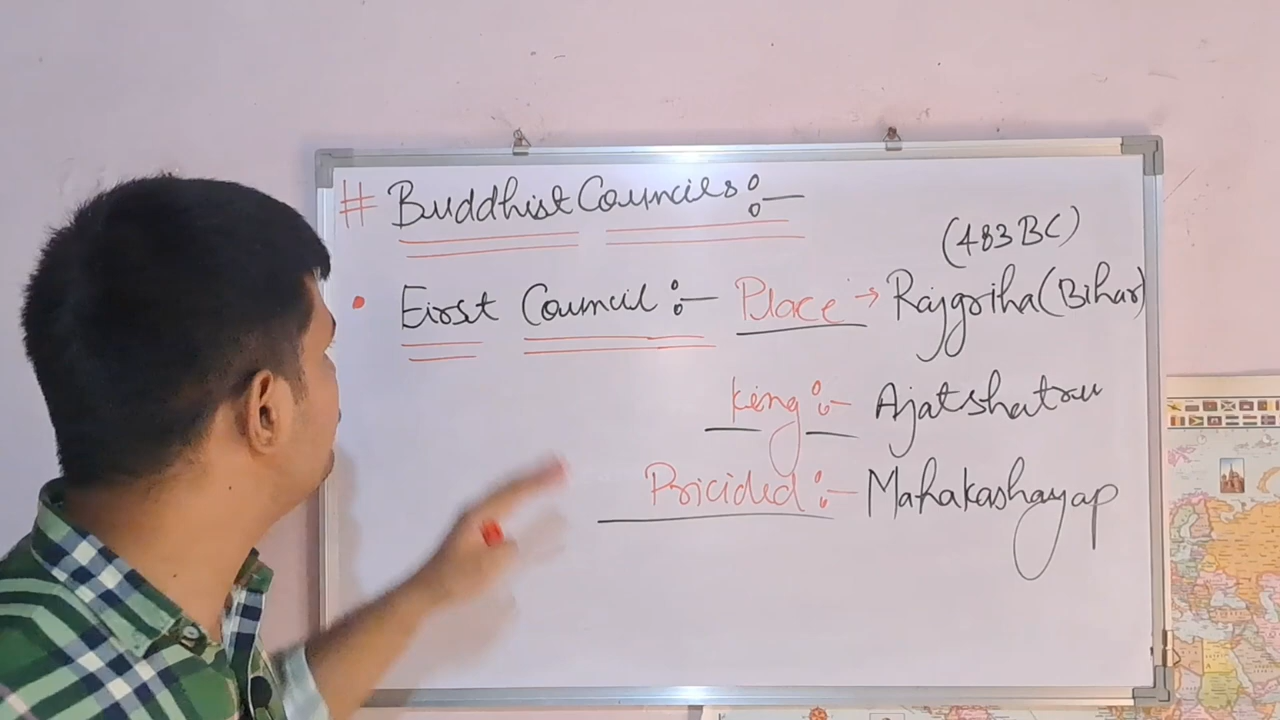 # Buddhist Councils :-
(483 BC)
• First Council :- Place → Rajgriha (Bihar)
King :- Ajatshatru
Pricided :- Mahakashayap